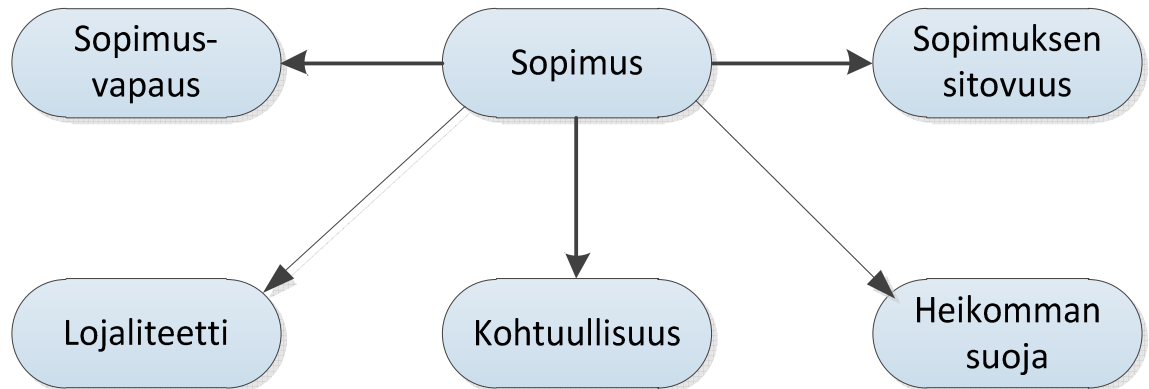 Sopimus-
vapaus
Sopimus
Sopimuksen
sitovuus
Lojaliteetti
Kohtuullisuus
Heikomman
suoja